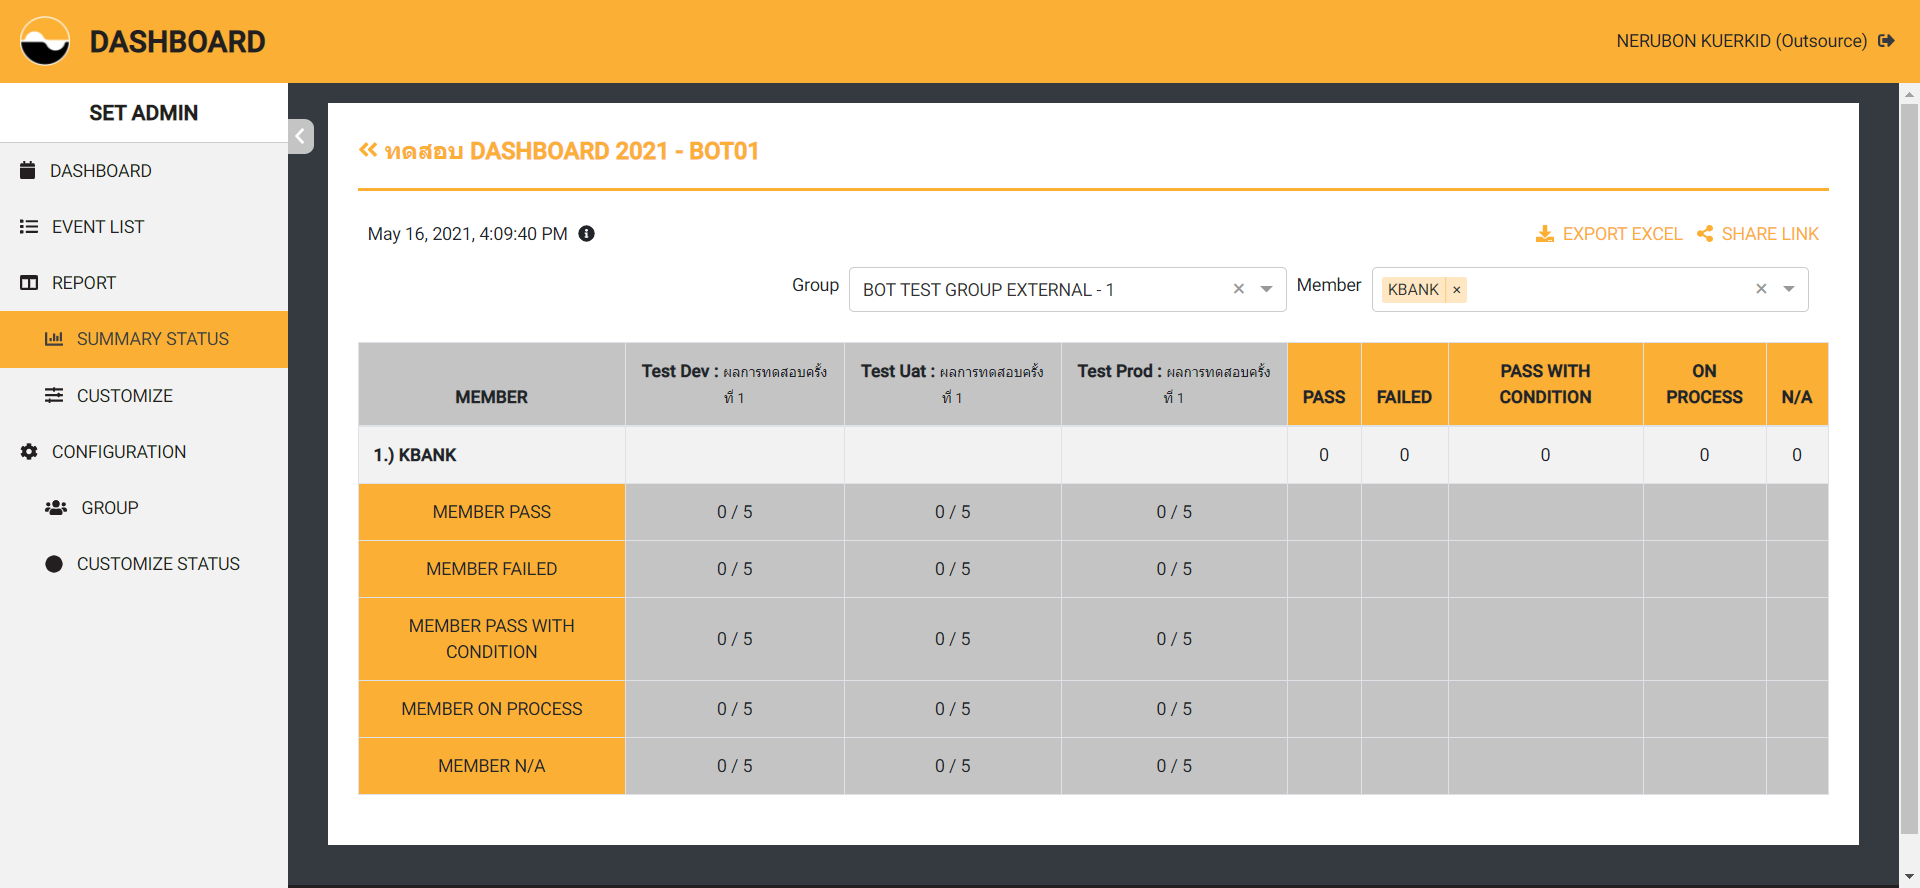 DASHBOARD
NERUBON KUERKID (Outsource)
SET ADMIN
DASHBOARD
EVENT LIST
REPORT
SUMMARY STATUS
CUSTOMIZE
CONFIGURATION
GROUP
CUSTOMIZE STATUS
ทดสอบ DASHBOARD 2021 - BOT01
May 16, 2021, 4:09:40 PM
EXPORT EXCEL
SHARE LINK
Group
BOT TEST GROUP EXTERNAL - 1
Member
KBANK ×
MEMBER
Test Dev : ผลการทดสอบครั้ง
ที่ 1
Test Uat : ผลการทดสอบครั้ง
ที่ 1
Test Prod : ผลการทดสอบครั้ง
ที่ 1
PASS
FAILED
PASS WITH
CONDITION
ON
PROCESS
N/A
1.) KBANK
0
0
0
0
0
MEMBER PASS
0 / 5
0 / 5
0 / 5
MEMBER FAILED
0 / 5
0 / 5
0 / 5
MEMBER PASS WITH
CONDITION
0 / 5
0 / 5
0 / 5
MEMBER ON PROCESS
0 / 5
0 / 5
0 / 5
MEMBER N/A
0 / 5
0 / 5
0 / 5